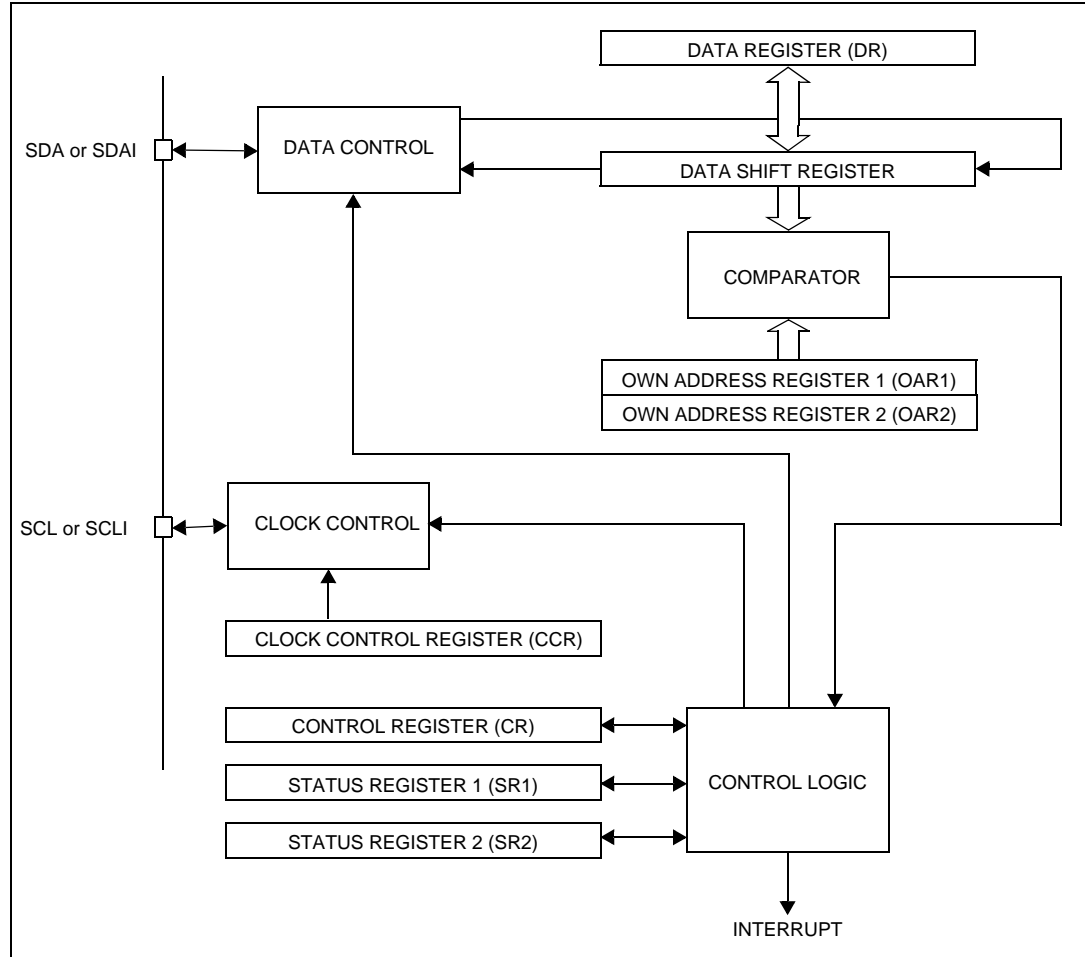 DATA REGISTER (DR)
SDA or SDAI
DATA CONTROL
DATA SHIFT REGISTER
COMPARATOR
OWN ADDRESS REGISTER 1 (OAR1)
OWN ADDRESS REGISTER 2 (OAR2)
SCL or SCLI
CLOCK CONTROL
CLOCK CONTROL REGISTER (CCR)
CONTROL REGISTER (CR)
STATUS REGISTER 1 (SR1)
CONTROL LOGIC
STATUS REGISTER 2 (SR2)
INTERRUPT